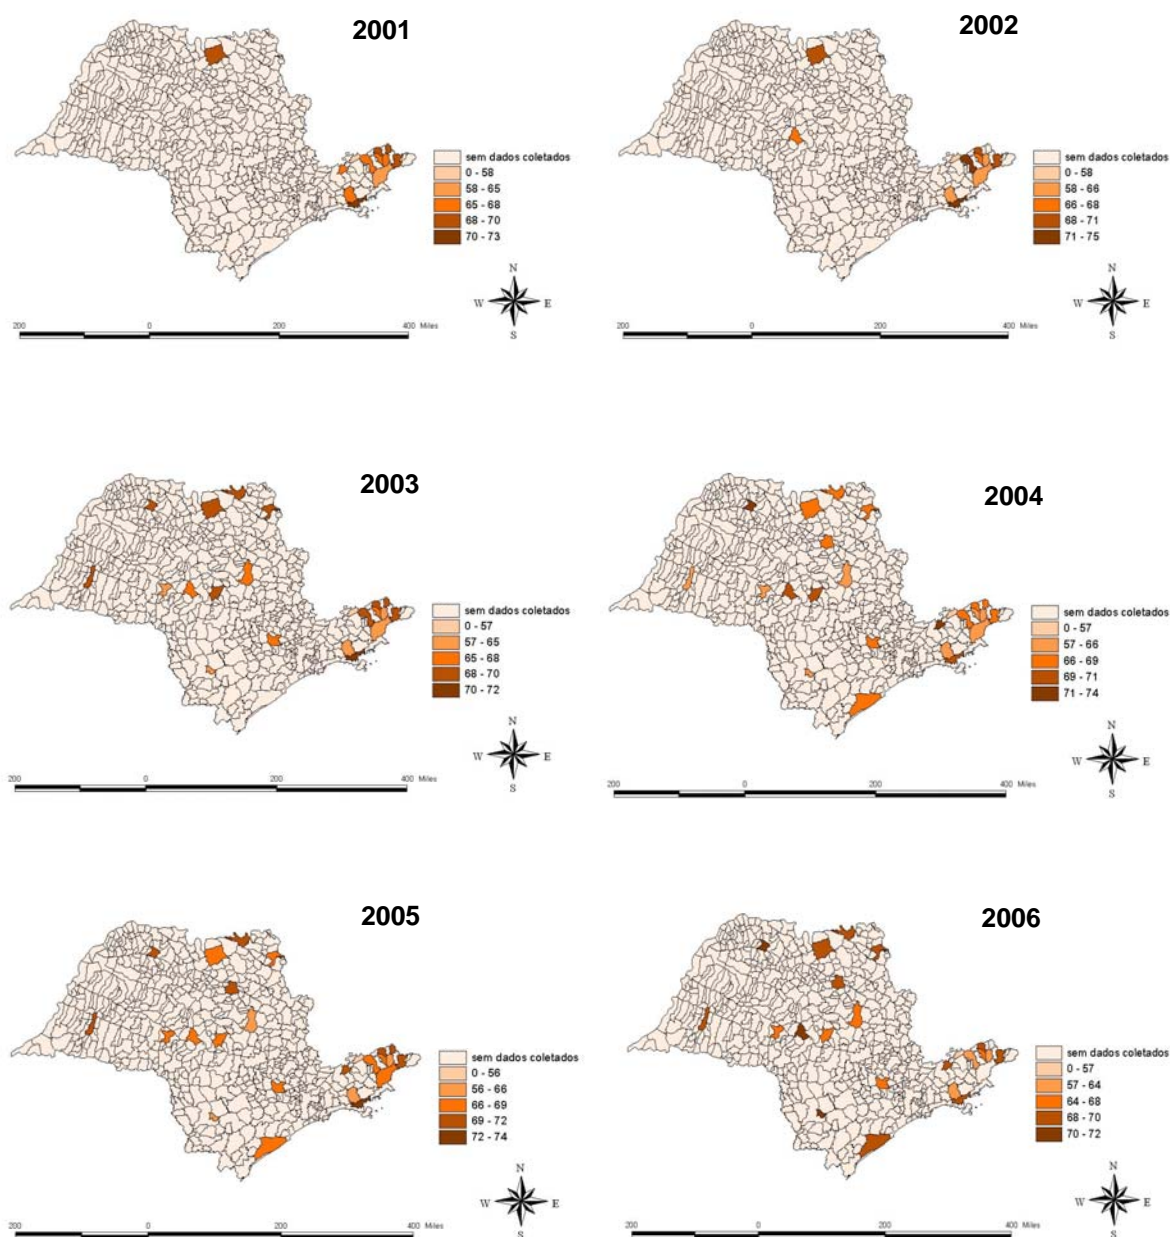 2001
sem dados coletados
0 - 58
58 - 65
65 - 68
68 - 70
70 - 73
N
W E
S
200 0 200 400 Miles
2002
sem dados coletados
0 - 58
58 - 66
66 - 68
68 - 71
71 - 75
N
W E
S
200 0 200 400 Miles
2003
sem dados coletados
0 - 57
57 - 65
65 - 68
68 - 70
70 - 72
N
W E
S
200 0 200 400 Miles
2004
sem dados coletados
0 - 57
57 - 66
66 - 69
69 - 71
71 - 74
N
W E
S
200 0 200 400 Miles
2005
sem dados coletados
0 - 56
56 - 66
66 - 69
69 - 72
72 - 74
N
W E
S
200 0 200 400 Miles
2006
sem dados coletados
0 - 57
57 - 64
64 - 68
68 - 70
70 - 72
N
W E
S
200 0 200 400 Miles